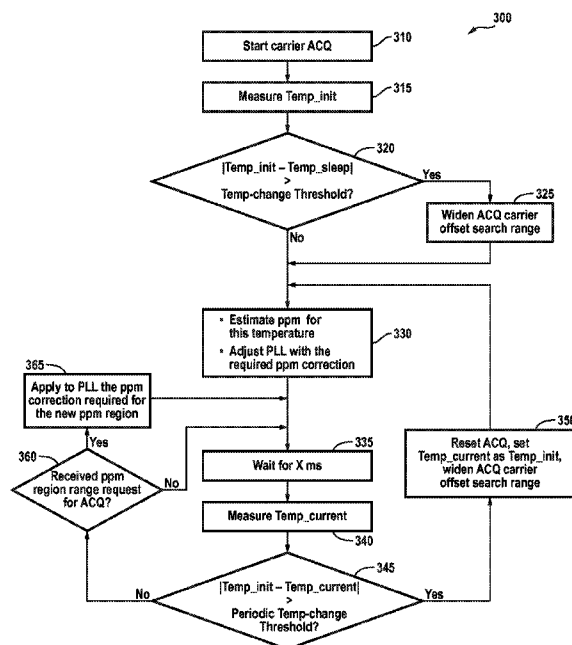 300
Start carrier ACQ
310
Measure Temp_init
315
320
|Temp_init – Temp_sleep|
>
Temp-change Threshold?
Yes
No
325
Widen ACQ carrier
offset search range
• Estimate ppm for
this temperature
• Adjust PLL with the
required ppm correction
330
365
Apply to PLL the ppm
correction required for
the new ppm region
Yes
360
Received ppm
region range request
for ACQ?
No
335
Wait for X ms
Measure Temp_current
340
350
Reset ACQ, set
Temp_current as Temp_init,
widen ACQ carrier
offset search range
345
No
|Temp_init – Temp_current|
>
Periodic Temp-change
Threshold?
Yes